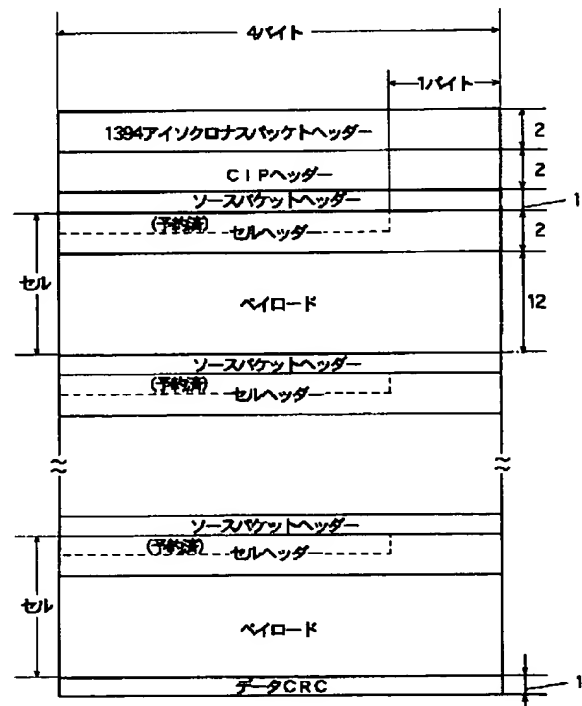 4バイト
1バイト
1394アイソクロナスパッケトヘッダー
2
CIPヘッダー
2
ソースパケットヘッダー
1
(予約済)
セルヘッダー
2
セル
ペイロード
12
ソースパケットヘッダー
(予約済)
セルヘッダー
ソースパケットヘッダー
(予約済)
セルヘッダー
セル
ペイロード
データCRC
1